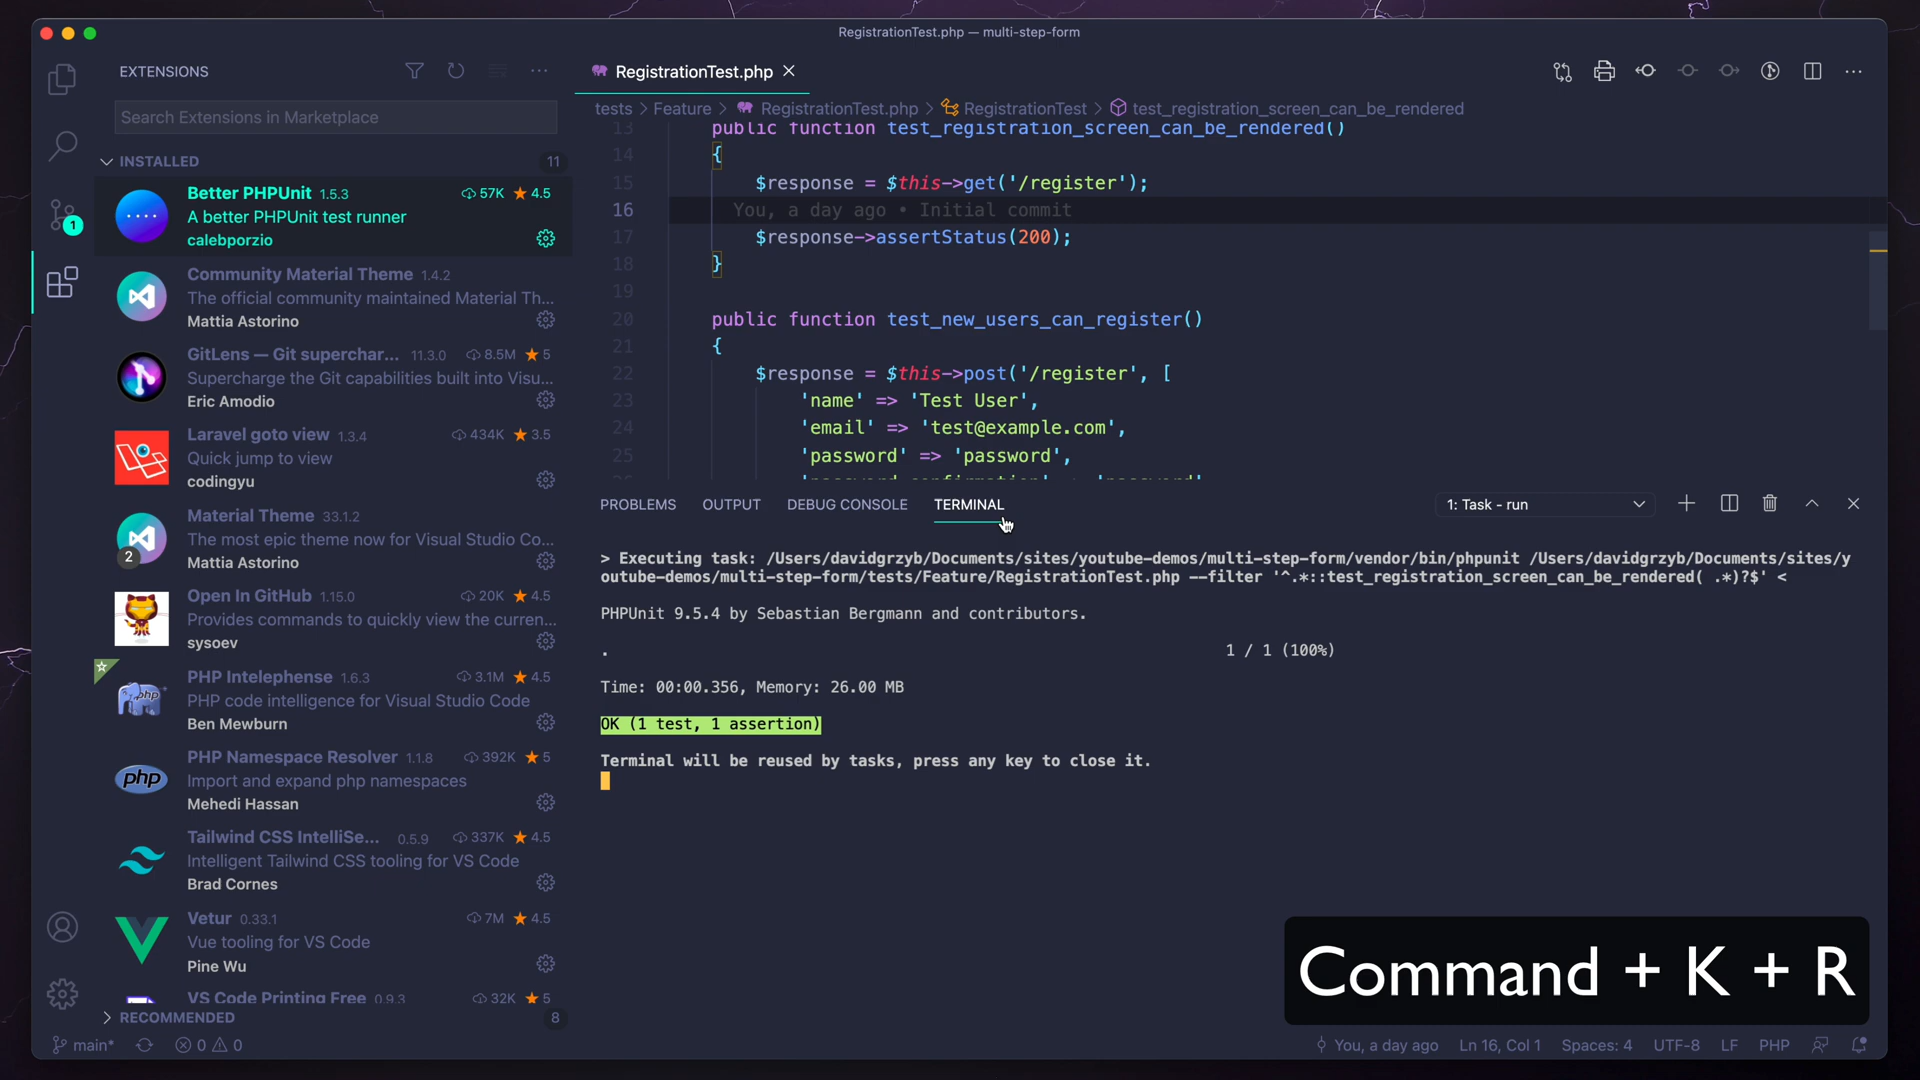 RegistrationTest.php — multi-step-form
EXTENSIONS
Search Extensions in Marketplace
INSTALLED 11
Better PHPUnit 1.5.3 57K 4.5
A better PHPUnit test runner
calebporzio
Community Material Theme 1.4.2
The official community maintained Material Th...
Mattia Astorino
GitLens — Git superchar... 11.3.0 8.5M 5
Supercharge the Git capabilities built into Visu...
Eric Amodio
Laravel goto view 1.3.4 434K 3.5
Quick jump to view
codingyu
Material Theme 33.1.2
The most epic theme now for Visual Studio Co...
2
Mattia Astorino
Open In GitHub 1.15.0 20K 4.5
Provides commands to quickly view the curren...
sysoev
PHP Intelephense 1.6.3 3.1M 4.5
PHP code intelligence for Visual Studio Code
Ben Mewburn
PHP Namespace Resolver 1.1.8 392K 5
Import and expand php namespaces
Mehedi Hassan
Tailwind CSS IntelliSe... 0.5.9 337K 4.5
Intelligent Tailwind CSS tooling for VS Code
Brad Cornes
Vetur 0.33.1 7M 4.5
Vue tooling for VS Code
Pine Wu
VS Code Printing Free 0.9.3 32K 5
RECOMMENDED 8
1
php
php
RegistrationTest.php
tests > Feature > RegistrationTest.php > RegistrationTest > test_registration_screen_can_be_rendered
13 public function test_registration_screen_can_be_rendered()
14 {
15 $response = $this->get('/register');
16 You, a day ago • Initial commit
17 $response->assertStatus(200);
18 }
19
20 public function test_new_users_can_register()
21 {
22 $response = $this->post('/register', [
23 'name' => 'Test User',
24 'email' => 'test@example.com',
25 'password' => 'password',
PROBLEMS OUTPUT DEBUG CONSOLE TERMINAL 1: Task - run
> Executing task: /Users/davidgrzyb/Documents/sites/youtube-demos/multi-step-form/vendor/bin/phpunit /Users/davidgrzyb/Documents/sites/y
outube-demos/multi-step-form/tests/Feature/RegistrationTest.php --filter '^.*::test_registration_screen_can_be_rendered( .*)?$' <
PHPUnit 9.5.4 by Sebastian Bergmann and contributors.
. 1 / 1 (100%)
Time: 00:00.356, Memory: 26.00 MB
OK (1 test, 1 assertion)
Terminal will be reused by tasks, press any key to close it.
Command + K + R
main* 0 0 You, a day ago Ln 16, Col 1 Spaces: 4 UTF-8 LF PHP